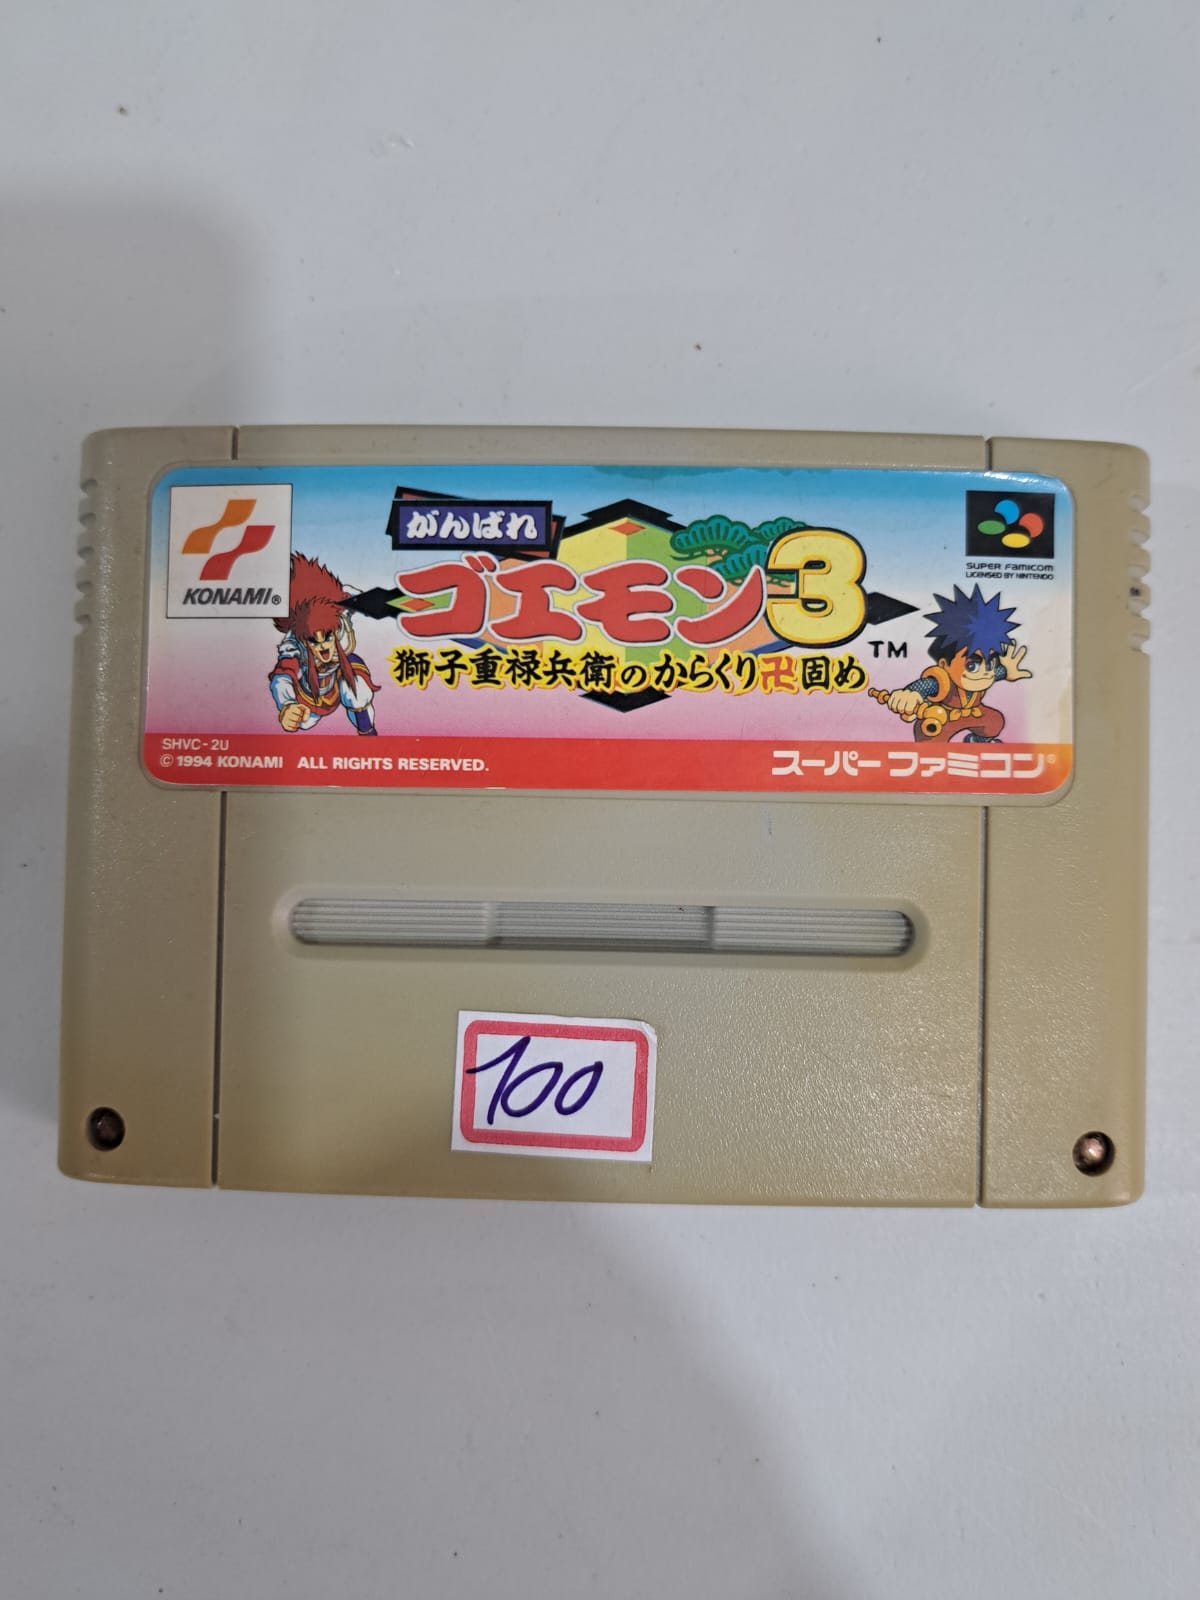 KONAMI®
がんばれ
ゴエモン3
TM
獅子重禄兵衛のからくり卍固め
SUPER FAMICOM
LICENSED BY NINTENDO
SHVC-2U
© 1994 KONAMI ALL RIGHTS RESERVED.
スーパーファミコン®
100